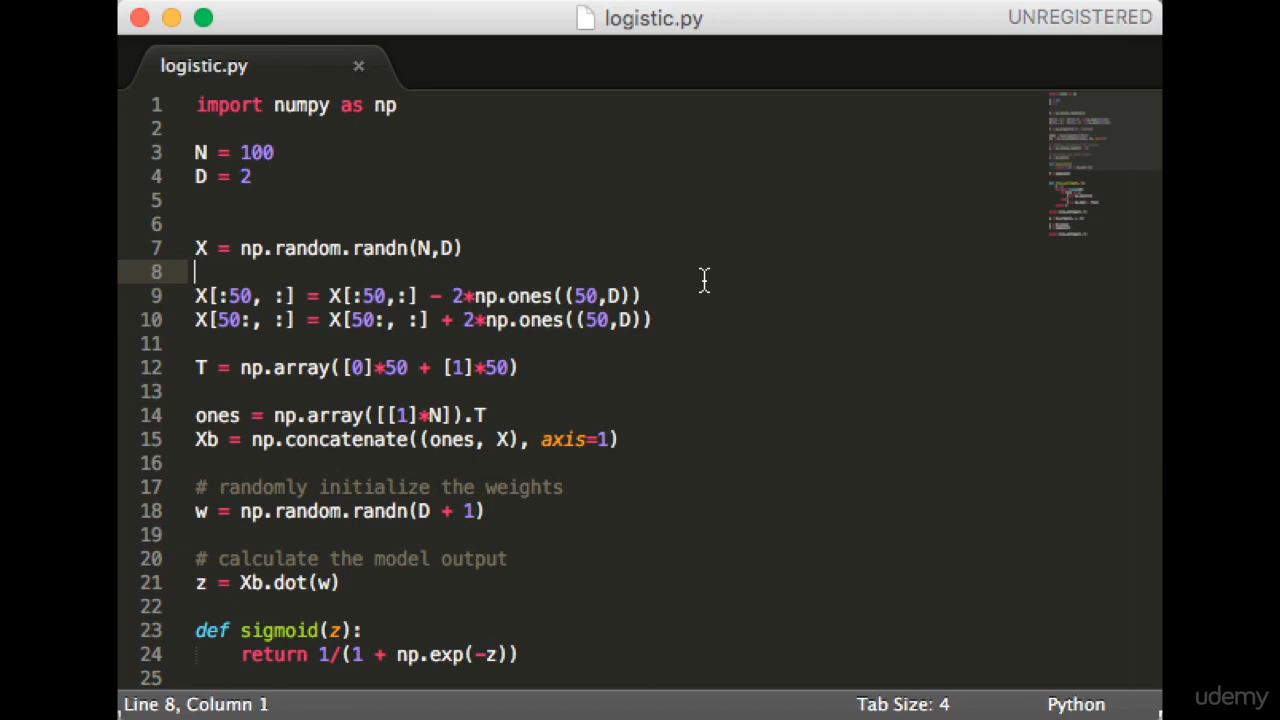 logistic.py
UNREGISTERED
logistic.py ×
1 import numpy as np
2
3 N = 100
4 D = 2
5
6
7 X = np.random.randn(N,D)
8
9 X[:50, :] = X[:50,:] - 2*np.ones((50,D))
10 X[50:, :] = X[50:, :] + 2*np.ones((50,D))
11
12 T = np.array([0]*50 + [1]*50)
13
14 ones = np.array([[1]*N]).T
15 Xb = np.concatenate((ones, X), axis=1)
16
17 # randomly initialize the weights
18 w = np.random.randn(D + 1)
19
20 # calculate the model output
21 z = Xb.dot(w)
22
23 def sigmoid(z):
24     return 1/(1 + np.exp(-z))
25
Line 8, Column 1
Tab Size: 4
Python
udemy